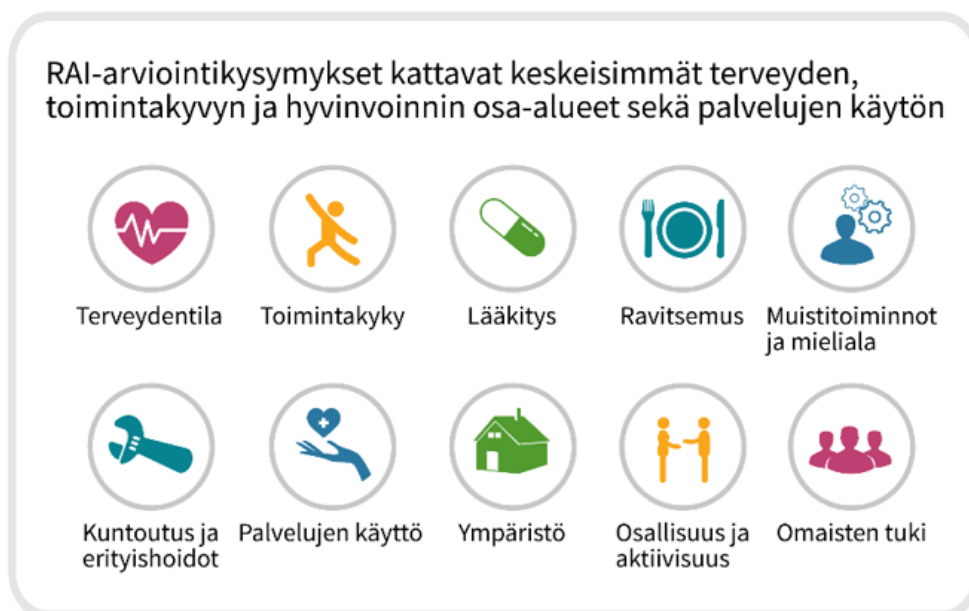 RAI-arviointikysymykset kattavat keskeisimmät terveyden,
toimintakyvyn ja hyvinvoinnin osa-alueet sekä palvelujen käytön
Terveydentila
Toimintakyky
Lääkitys
Ravitsemus
Muistitoiminnot
ja mieliala
Kuntoutus ja
erityishoidot
Palvelujen käyttö
Ympäristö
Osallisuus ja
aktiivisuus
Omaisten tuki